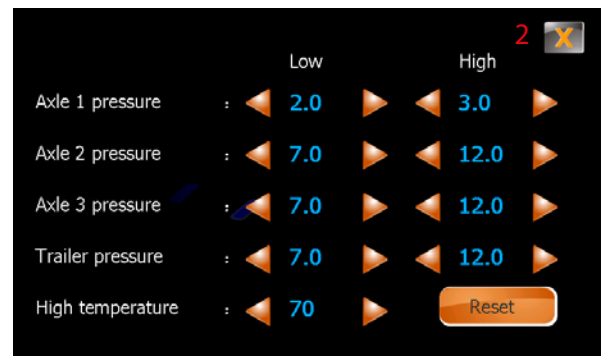 2 X
Low High
Axle 1 pressure : 2.0 3.0
Axle 2 pressure : 7.0 12.0
Axle 3 pressure : 7.0 12.0
Trailer pressure : 7.0 12.0
High temperature : 70 Reset